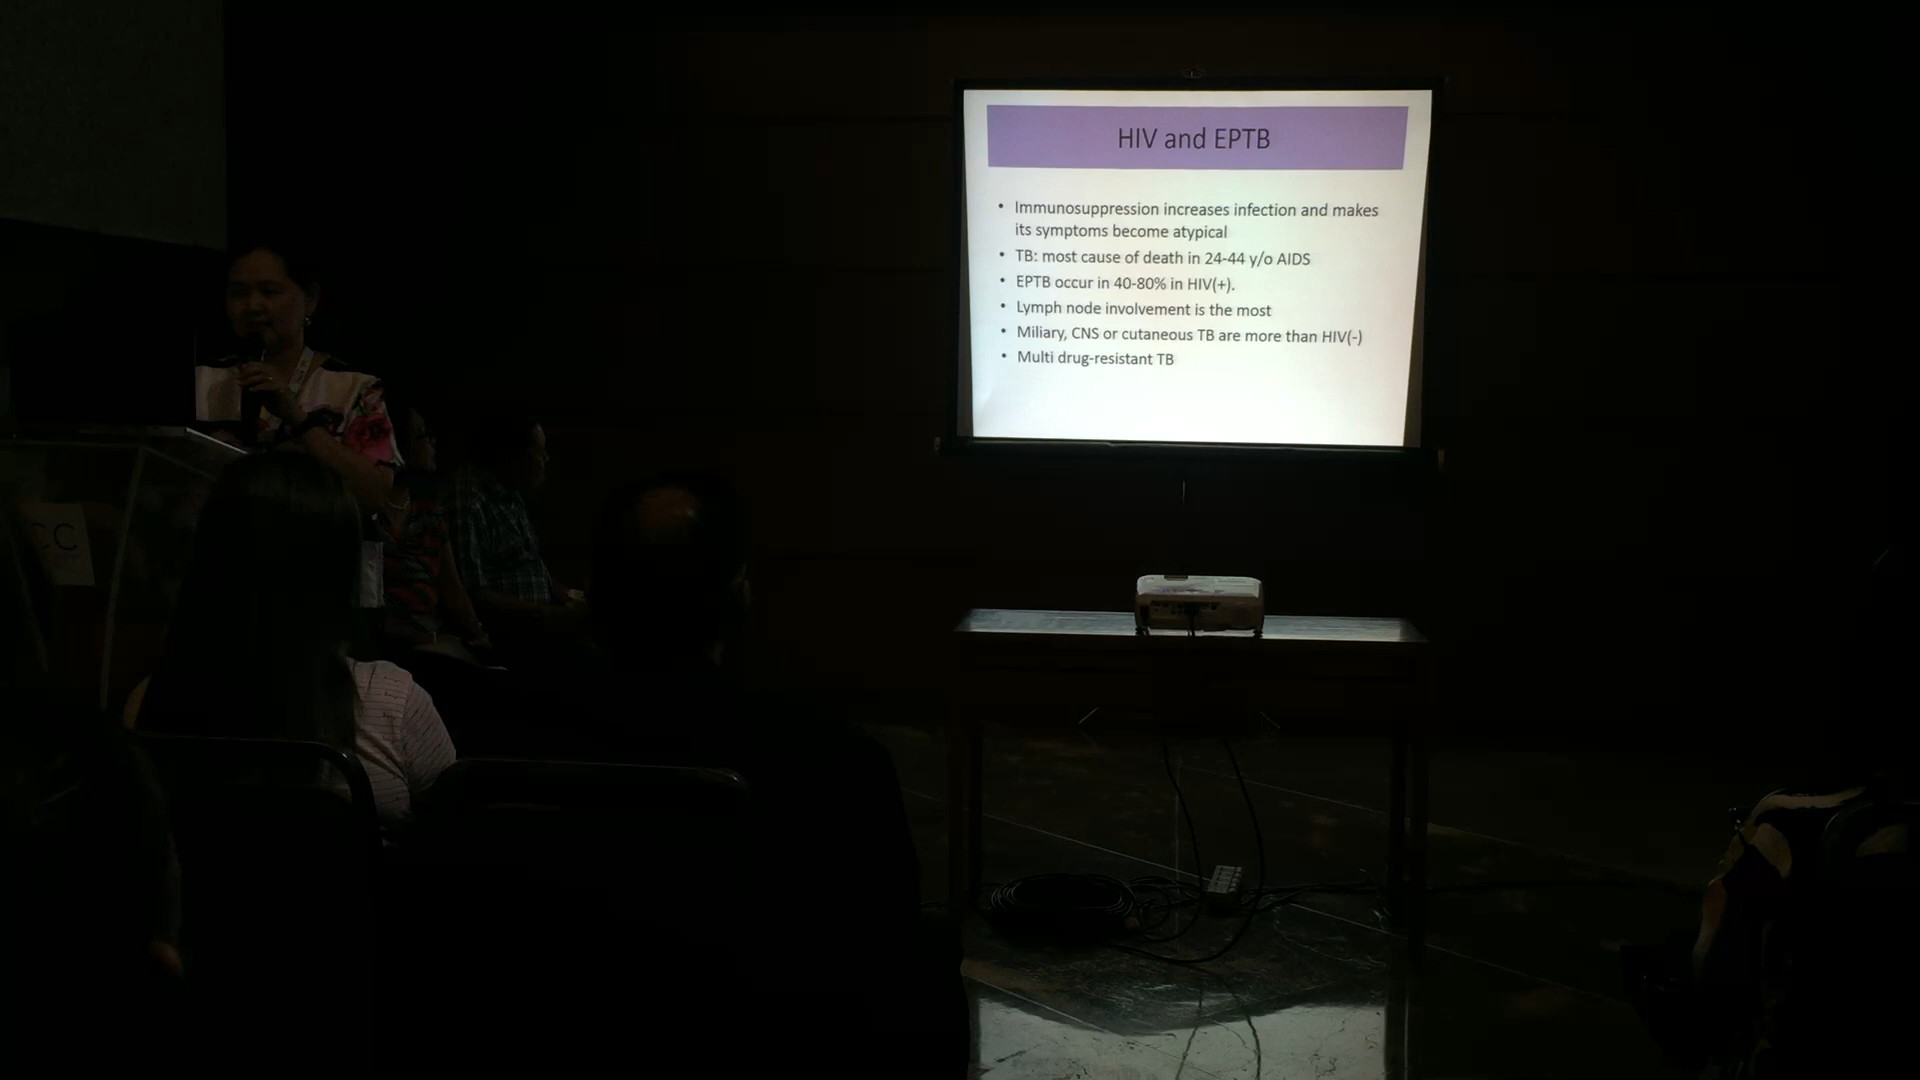 HIV and EPTB
• Immunosuppression increases infection and makes
its symptoms become atypical
• TB: most cause of death in 24-44 y/o AIDS
• EPTB occur in 40-80% in HIV(+).
• Lymph node involvement is the most
• Miliary, CNS or cutaneous TB are more than HIV(-)
• Multi drug-resistant TB
CC